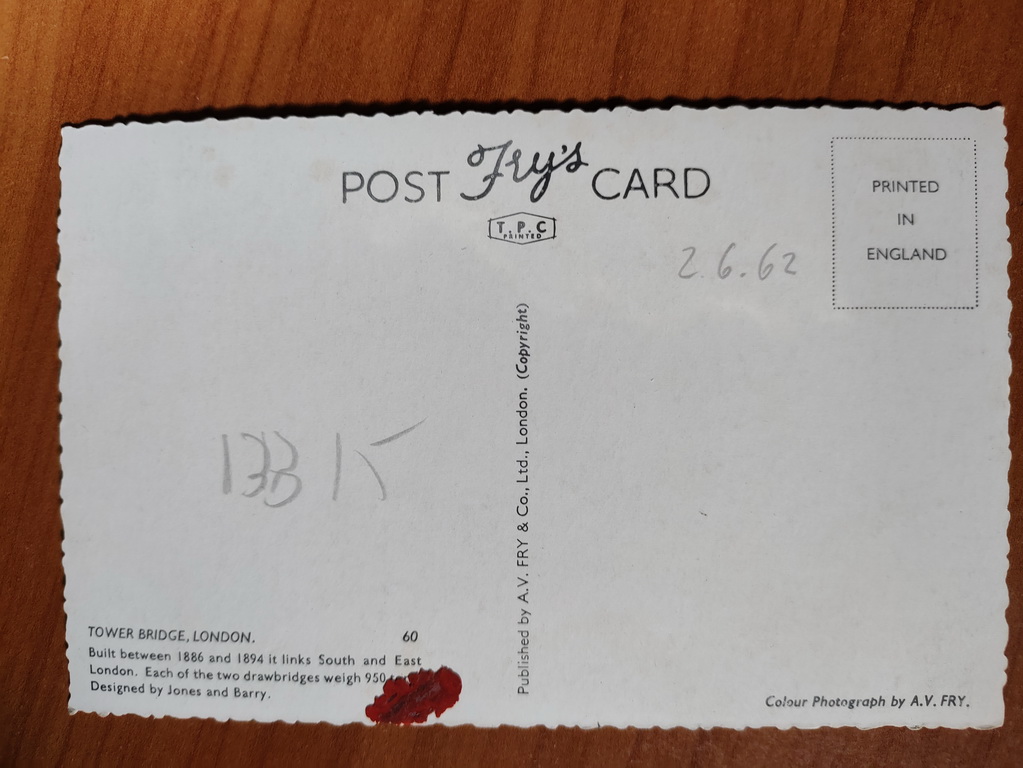 POST Fry's CARD
T.P.C
PRINTED
PRINTED
IN
ENGLAND
2.6.62
Published by A.V. FRY & Co., Ltd., London. (Copyright)
TOWER BRIDGE, LONDON. 60
Built between 1886 and 1894 it links South and East
London. Each of the two drawbridges weigh 950
Designed by Jones and Barry.
Colour Photograph by A.V. FRY.